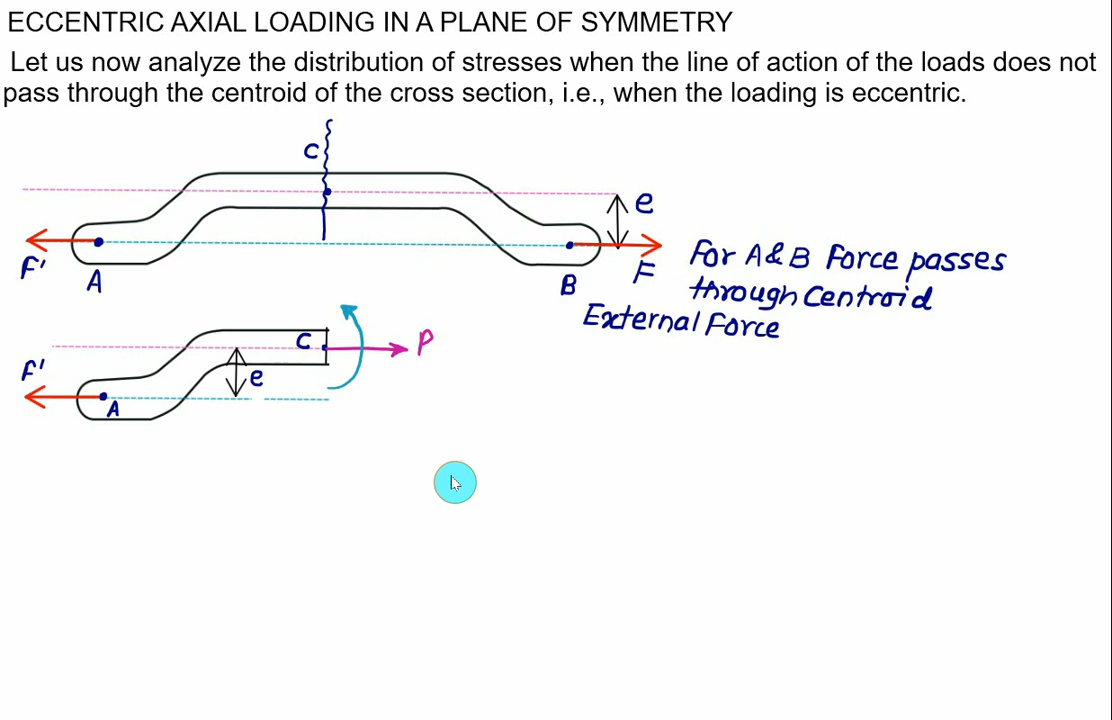 ECCENTRIC AXIAL LOADING IN A PLANE OF SYMMETRY
Let us now analyze the distribution of stresses when the line of action of the loads does not
pass through the centroid of the cross section, i.e., when the loading is eccentric.
C
e
F'
A
B
F
For A & B Force passes
through Centroid
External Force
C
P
F'
e
A